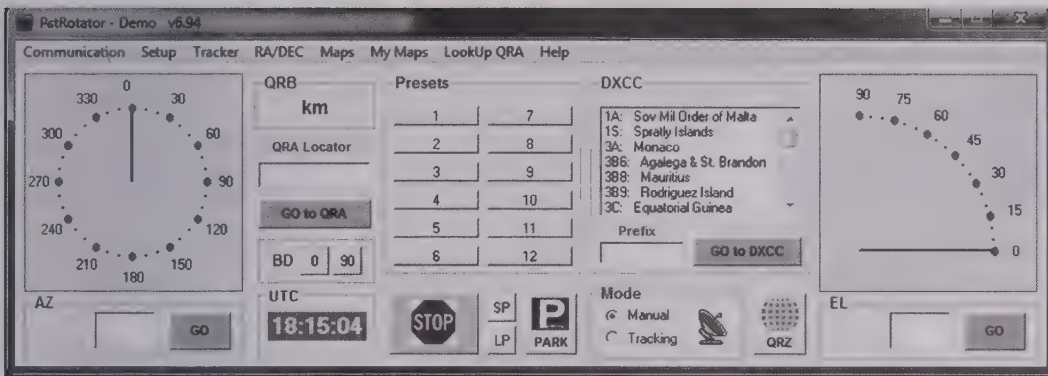 PstRotator - Demo v6.94
Communication Setup Tracker RA/DEC Maps My Maps LookUp QRA Help
0
30
60
90
120
150
180
210
240
270
300
330
AZ
GO
QRB
km
QRA Locator
GO to QRA
BD 0 90
UTC
18:15:04
Presets
1 7
2 8
3 9
4 10
5 11
6 12
STOP
SP
LP
P
PARK
DXCC
1A: Sov Mil Order of Malta
1S: Spratly Islands
3A: Monaco
3B6: Agalega & St. Brandon
3B8: Mauritius
3B9: Rodriguez Island
3C: Equatorial Guinea
Prefix
GO to DXCC
Mode
Manual
Tracking
QRZ
90
75
60
45
30
15
0
EL
GO